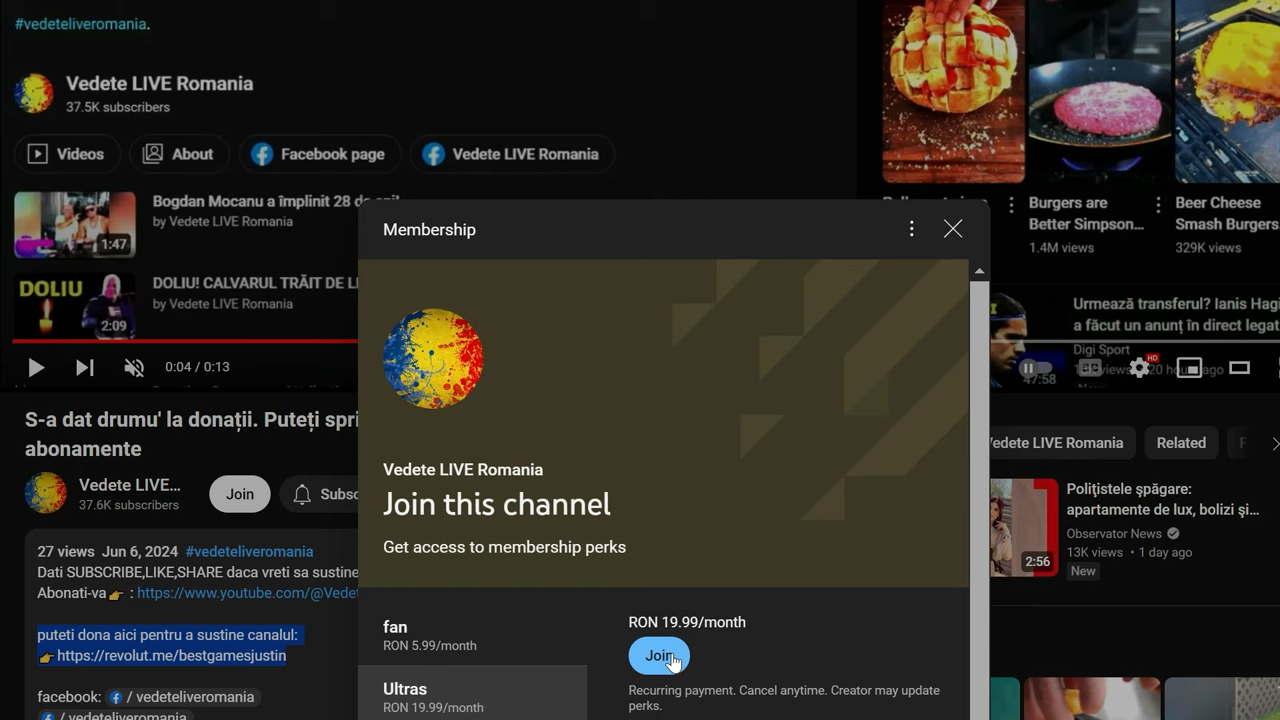 #vedeteliveromania.
Vedete LIVE Romania
37.5K subscribers
Videos
About
Facebook page
Vedete LIVE Romania
Bogdan Mocanu a împlinit 28 de
by Vedete LIVE Romania
1:47
DOLIU! CALVARUL TRĂIT DE
by Vedete LIVE Romania
DOLIU
2:09
0:04 / 0:13
S-a dat drumu' la donații. Puteți
abonamente
Vedete LIVE...
37.6K subscribers
Join
27 views Jun 6, 2024 #vedeteliveromania
Dati SUBSCRIBE,LIKE,SHARE daca vreti sa sustine
Abonati-va 👉 : https://www.youtube.com/@Vedet
puteti dona aici pentru a sustine canalul:
👉 https://revolut.me/bestgamesjustin
facebook: / vedeteliveromania
/ vedeteliveromania
Membership
Vedete LIVE Romania
Join this channel
Get access to membership perks
fan
RON 5.99/month
Ultras
RON 19.99/month
RON 19.99/month
Join
Recurring payment. Cancel anytime. Creator may update
perks.
Burgers are
Better Simpson...
1.4M views
Beer Cheese
Smash Burgers
329K views
Urmează transferul? Ianis Hagi
a făcut un anunț în direct legat
Digi Sport
47:58
HD
Vedete LIVE Romania
Related
Polițistele șpăgare:
apartamente de lux, bolizi și...
Observator News
13K views • 1 day ago
New
2:56